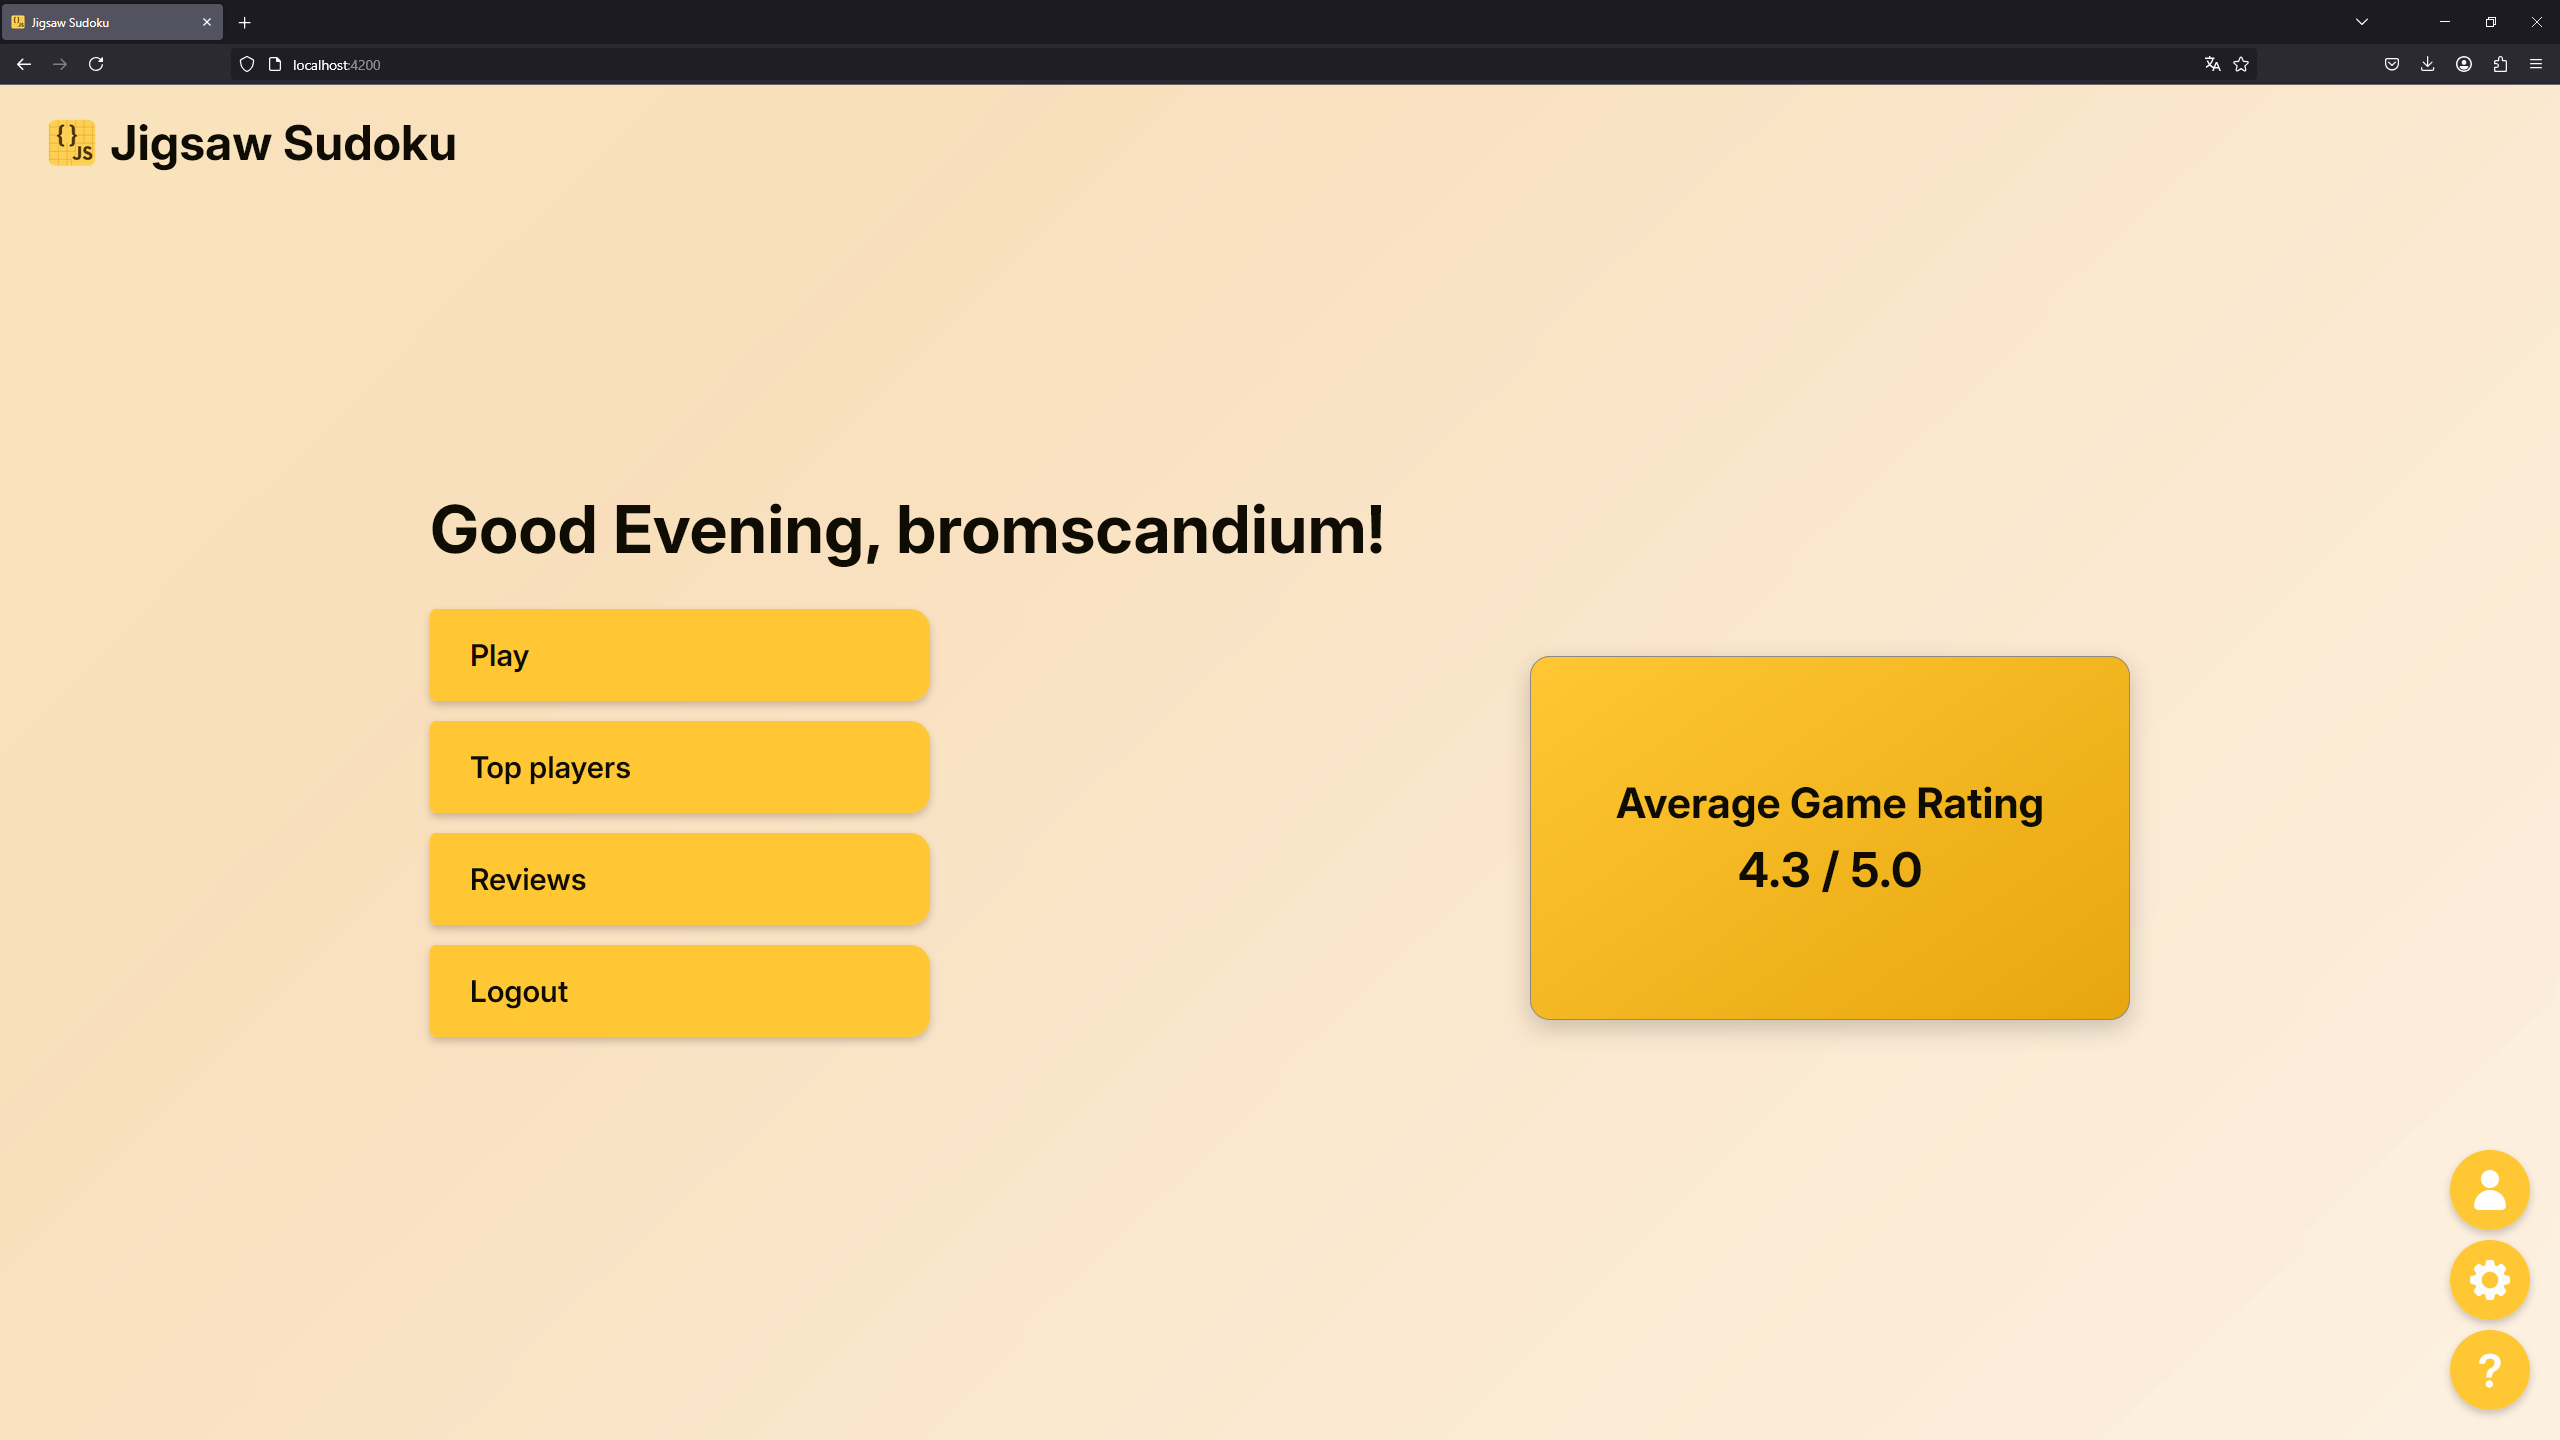 Jigsaw Sudoku
localhost:4200
{ } JS
Jigsaw Sudoku
Good Evening, bromscandium!
Play
Top players
Reviews
Logout
Average Game Rating
4.3 / 5.0
?